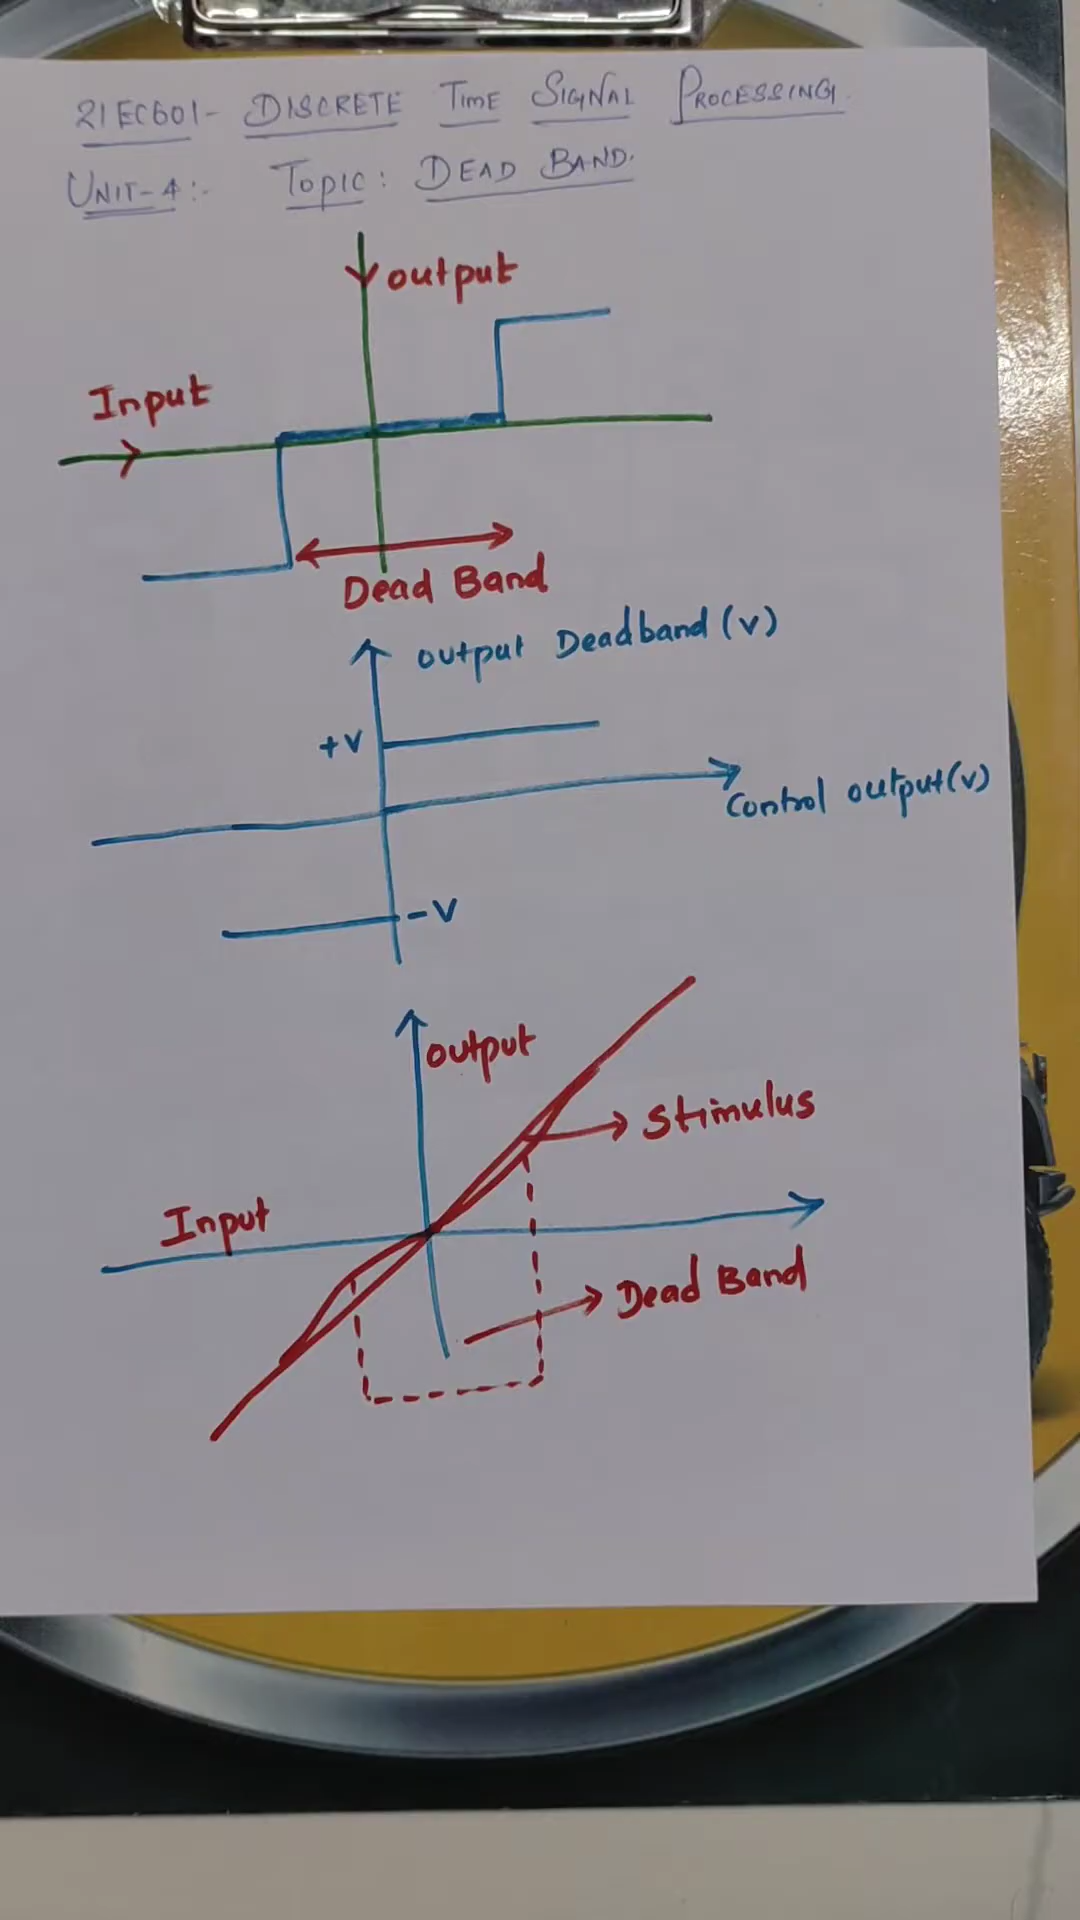 21EC601- DISCRETE TIME SIGNAL PROCESSING.
UNIT-4:- TOPIC: DEAD BAND.
output
Input
Dead Band
output Deadband (v)
+V
Control output(v)
-V
output
Stimulus
Input
Dead Band